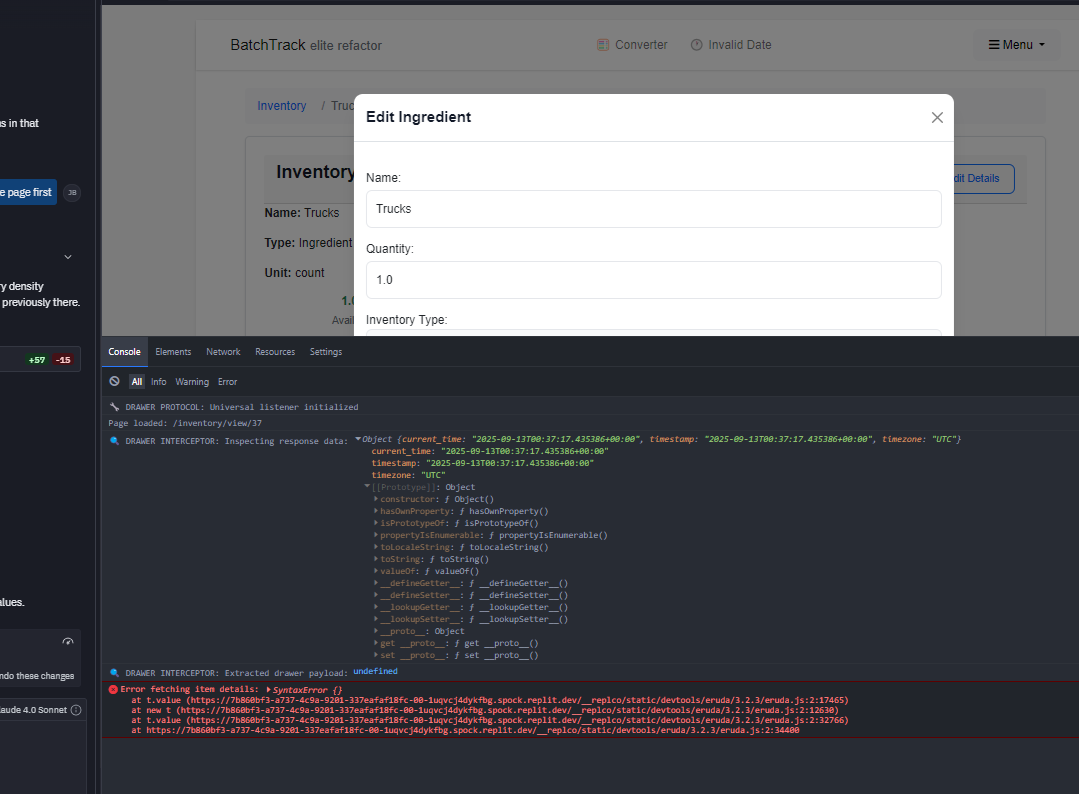 s in that
e page first
JB
ry density
previously there.
+57 -15
alues.
ndo these changes
aude 4.0 Sonnet
BatchTrack elite refactor
Converter
Invalid Date
Menu
Inventory / Truc
Inventory
dit Details
Name: Trucks
Type: Ingredient
Unit: count
1.0
Avail
Edit Ingredient
Name:
Trucks
Quantity:
1.0
Inventory Type:
Console Elements Network Resources Settings
All Info Warning Error
DRAWER PROTOCOL: Universal listener initialized
Page loaded: /inventory/view/37
DRAWER INTERCEPTOR: Inspecting response data: Object {current_time: "2025-09-13T00:37:17.435386+00:00", timestamp: "2025-09-13T00:37:17.435386+00:00", timezone: "UTC"}
current_time: "2025-09-13T00:37:17.435386+00:00"
timestamp: "2025-09-13T00:37:17.435386+00:00"
timezone: "UTC"
[[Prototype]]: Object
constructor: ƒ Object()
hasOwnProperty: ƒ hasOwnProperty()
isPrototypeOf: ƒ isPrototypeOf()
propertyIsEnumerable: ƒ propertyIsEnumerable()
toLocaleString: ƒ toLocaleString()
toString: ƒ toString()
valueOf: ƒ valueOf()
__defineGetter__: ƒ __defineGetter__()
__defineSetter__: ƒ __defineSetter__()
__lookupGetter__: ƒ __lookupGetter__()
__lookupSetter__: ƒ __lookupSetter__()
__proto__: Object
get __proto__: ƒ get __proto__()
set __proto__: ƒ set __proto__()
DRAWER INTERCEPTOR: Extracted drawer payload: undefined
Error fetching item details: SyntaxError {}
at t.value (https://7b860bf3-a737-4c9a-9201-337eafaf18fc-00-1uqvcj4dykfbg.spock.replit.dev/__replco/static/devtools/eruda/3.2.3/eruda.js:2:17465)
at new t (https://7b860bf3-a737-4c9a-9201-337eafaf18fc-00-1uqvcj4dykfbg.spock.replit.dev/__replco/static/devtools/eruda/3.2.3/eruda.js:2:12630)
at t.value (https://7b860bf3-a737-4c9a-9201-337eafaf18fc-00-1uqvcj4dykfbg.spock.replit.dev/__replco/static/devtools/eruda/3.2.3/eruda.js:2:32766)
at https://7b860bf3-a737-4c9a-9201-337eafaf18fc-00-1uqvcj4dykfbg.spock.replit.dev/__replco/static/devtools/eruda/3.2.3/eruda.js:2:34400